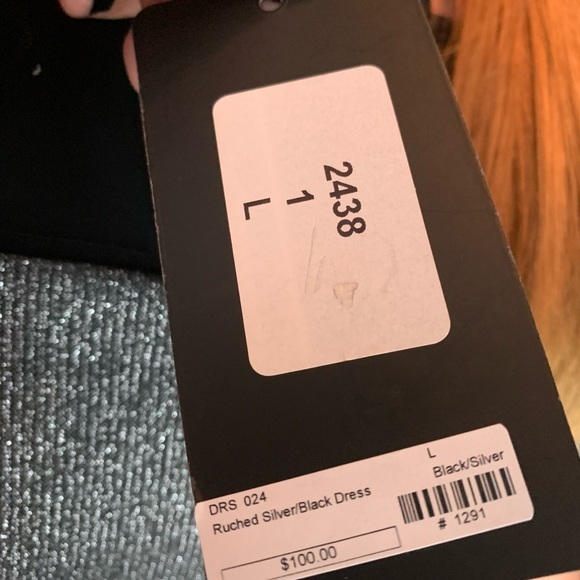 2438
1
L
L
DRS 024
Black/Silver
Ruched Silver/Black Dress
# 1291
$100.00